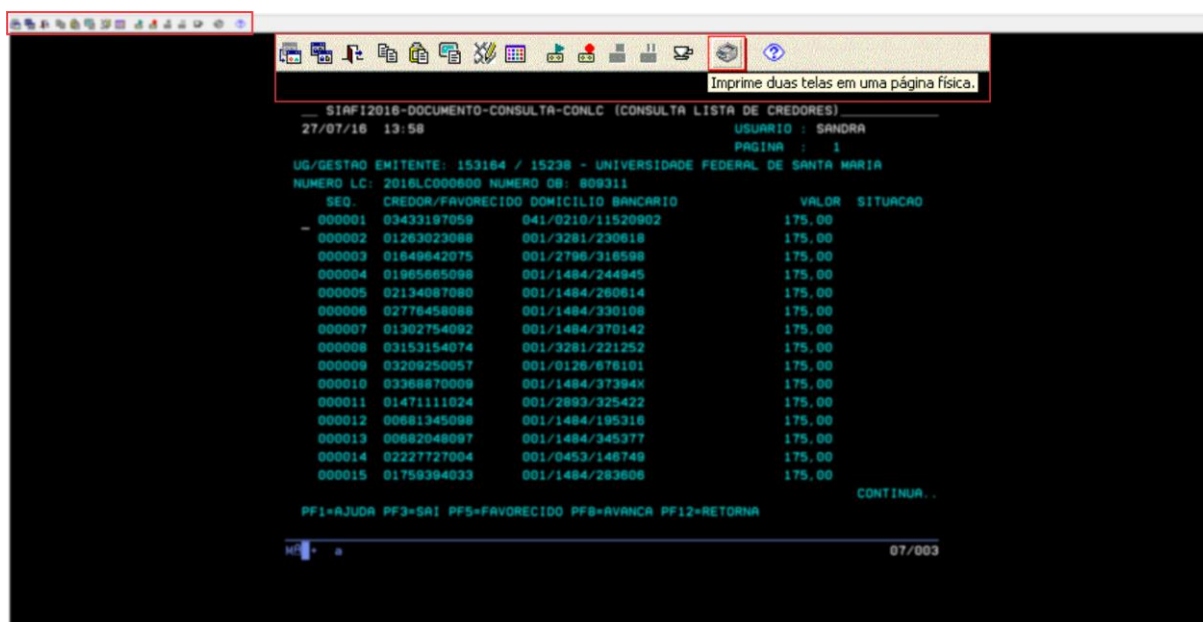 Imprime duas telas em uma página física.
__ SIAFI2016-DOCUMENTO-CONSULTA-CONLC (CONSULTA LISTA DE CREDORES)____________
27/07/16 13:58 USUARIO : SANDRA
PAGINA : 1
UG/GESTAO EMITENTE: 153164 / 15238 - UNIVERSIDADE FEDERAL DE SANTA MARIA
NUMERO LC: 2016LC000600 NUMERO OB: 809311
SEQ. CREDOR/FAVORECIDO DOMICILIO BANCARIO VALOR SITUACAO
_ 000001 03433197059 041/0210/11520902 175,00
000002 01263023088 001/3281/230618 175,00
000003 01649642075 001/2796/316598 175,00
000004 01965665098 001/1484/244945 175,00
000005 02134087080 001/1484/260614 175,00
000006 02776458088 001/1484/330108 175,00
000007 01302754092 001/1484/370142 175,00
000008 03153154074 001/3281/221252 175,00
000009 03209250057 001/0126/676101 175,00
000010 03368870009 001/1484/37394X 175,00
000011 01471111024 001/2893/325422 175,00
000012 00681345098 001/1484/195316 175,00
000013 00682048097 001/1484/345377 175,00
000014 02227727004 001/0453/146749 175,00
000015 01759394033 001/1484/283606 175,00
CONTINUA..
PF1=AJUDA PF3=SAI PF5=FAVORECIDO PF8=AVANCA PF12=RETORNA
MA + a 07/003